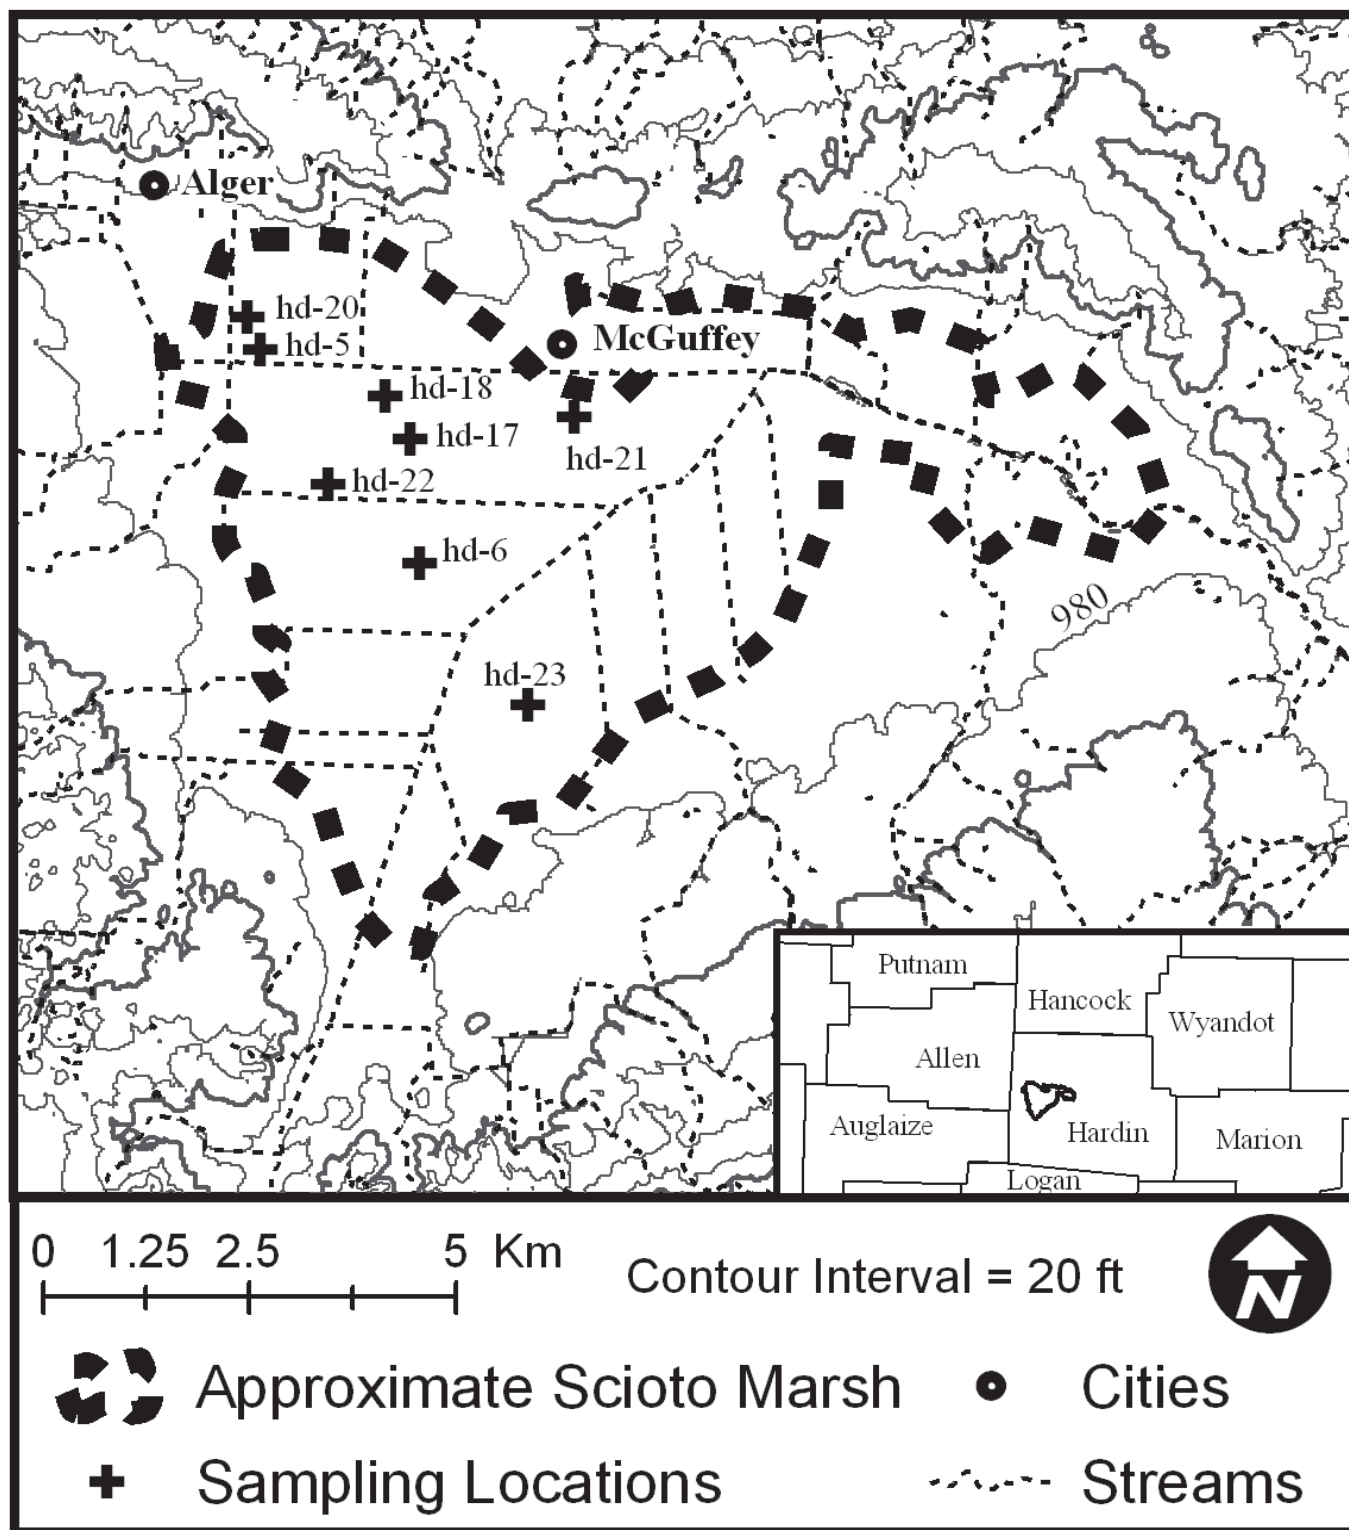 Alger
hd-20
McGuffey
hd-5
hd-18
hd-17
hd-21
hd-22
hd-6
980
hd-23
Putnam
Hancock
Wyandot
Allen
Auglaize
Hardin
Marion
Logan
0 1.25 2.5 5 Km
Contour Interval = 20 ft
N
Approximate Scioto Marsh
Cities
Sampling Locations
Streams